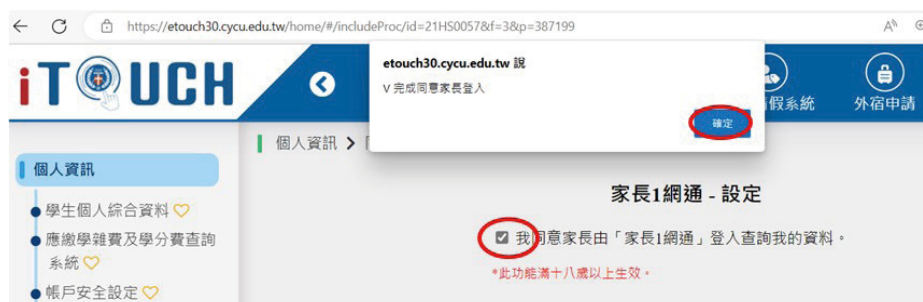 https://etouch30.cycu.edu.tw/home/#/includeProc/id=21HS0057&f=3&p=387199
iTOUCH
etouch30.cycu.edu.tw 說
V 完成同意家長登入
確定
假系統
外宿申請
個人資訊
個人資訊 >
學生個人綜合資料
應繳學雜費及學分費查詢
系統
帳戶安全設定
家長1網通 - 設定
我同意家長由「家長1網通」登入查詢我的資料。
*此功能滿十八歲以上生效。